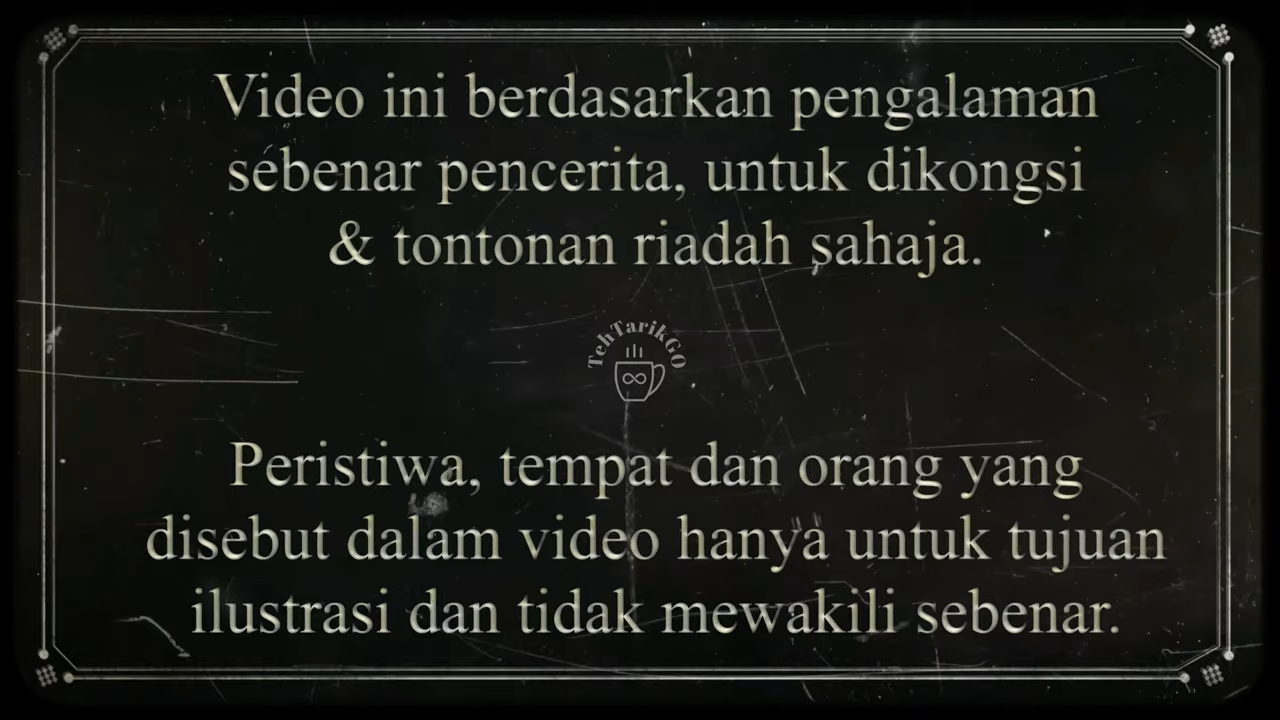 Video ini berdasarkan pengalaman
sebenar pencerita, untuk dikongsi
& tontonan riadah sahaja.
TehTarikGO
Peristiwa, tempat dan orang yang
disebut dalam video hanya untuk tujuan
ilustrasi dan tidak mewakili sebenar.